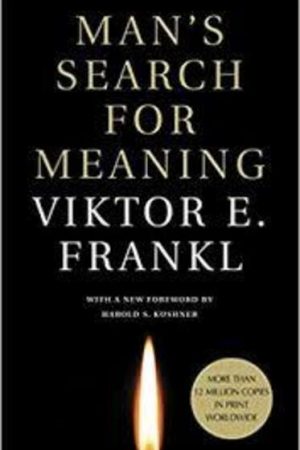 MAN'S
SEARCH
FOR
MEANING
VIKTOR E.
FRANKL
WITH A NEW FOREWORD BY
HAROLD S. KUSHNER
MORE THAN
12 MILLION COPIES
IN PRINT
WORLDWIDE